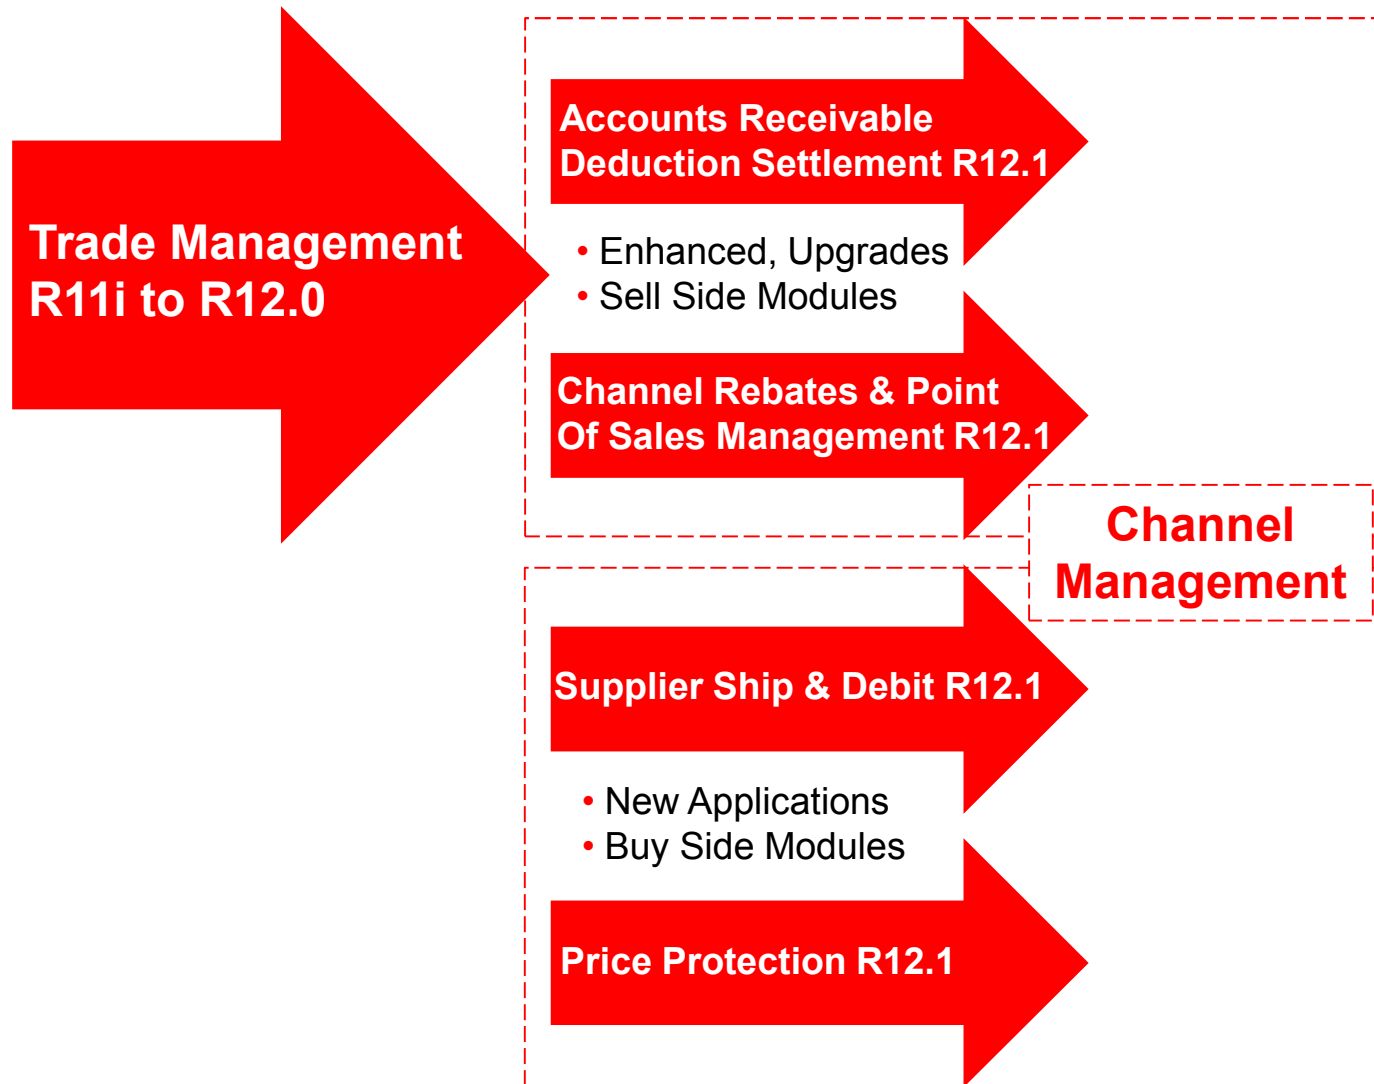 Trade Management
R11i to R12.0
Accounts Receivable
Deduction Settlement R12.1
• Enhanced, Upgrades
• Sell Side Modules
Channel Rebates & Point
Of Sales Management R12.1
Channel
Management
Supplier Ship & Debit R12.1
• New Applications
• Buy Side Modules
Price Protection R12.1